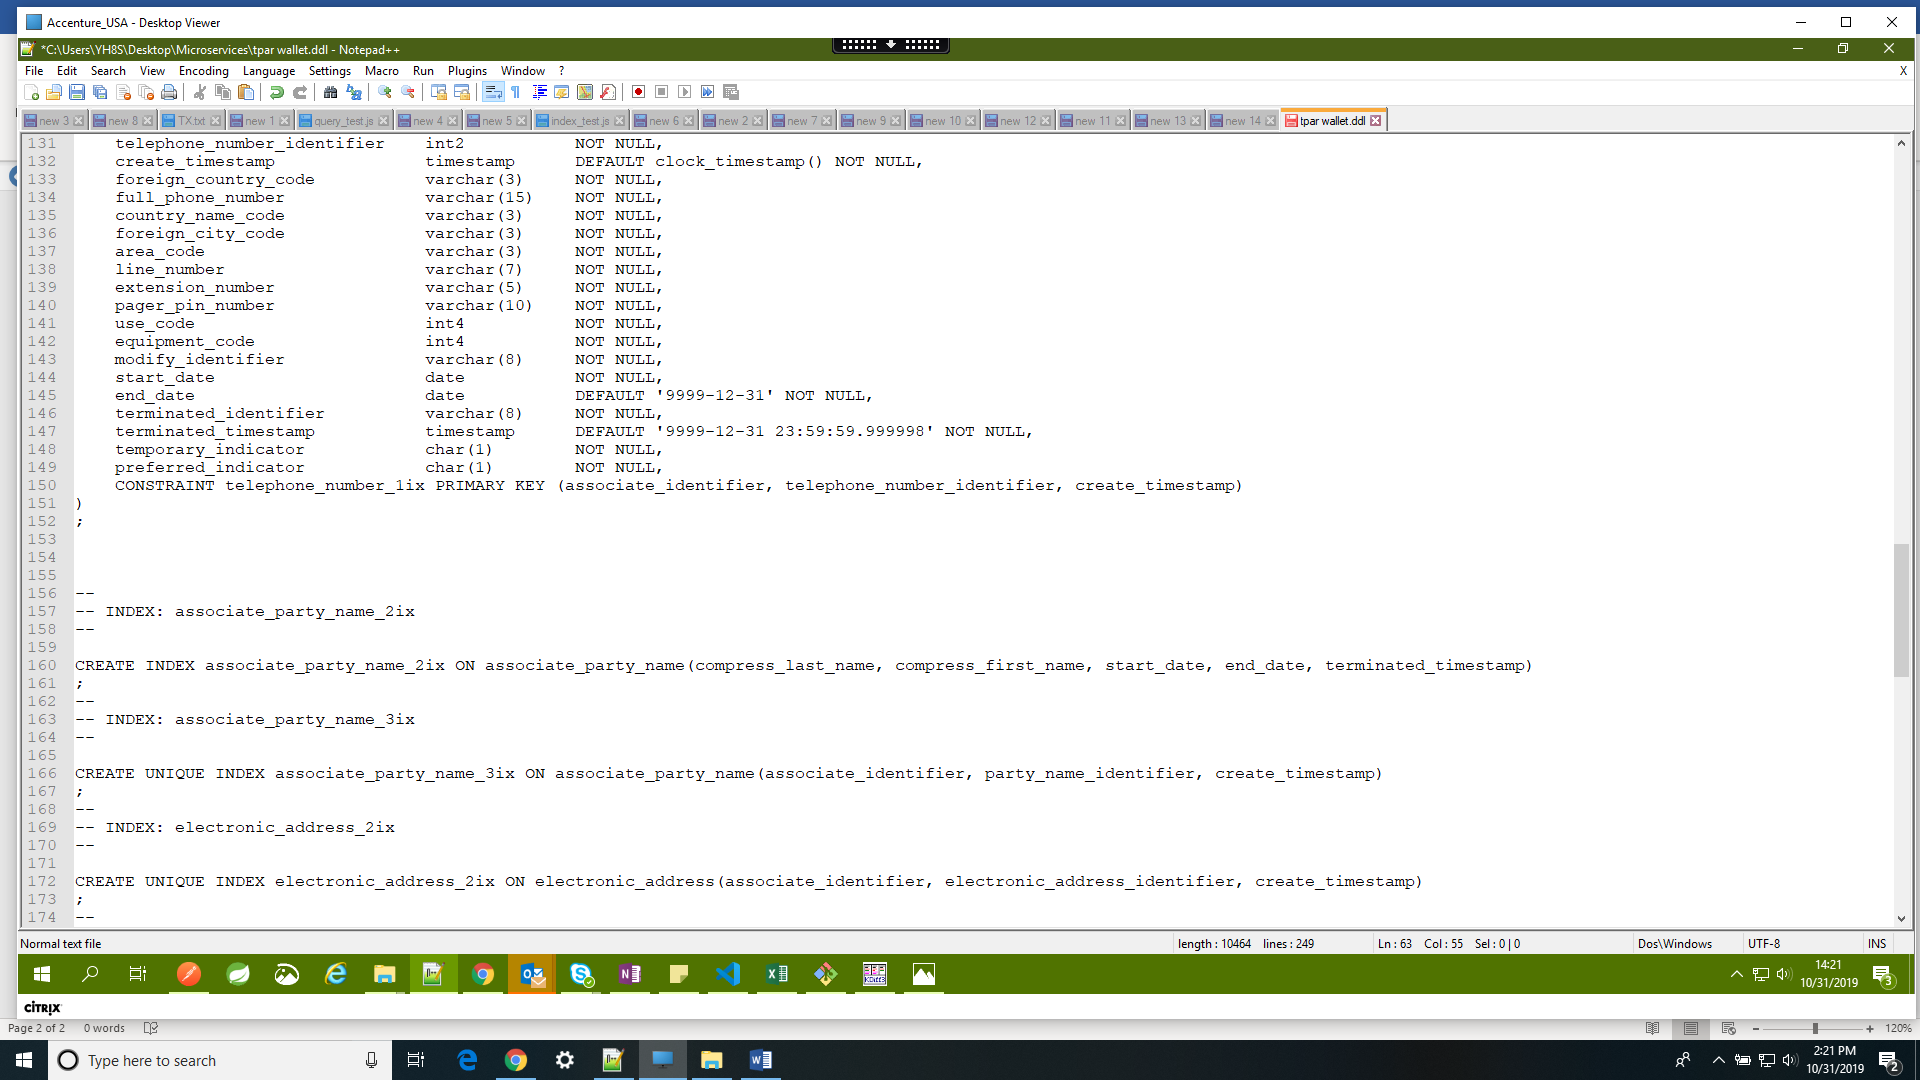 Accenture_USA - Desktop Viewer
*C:\Users\YH8S\Desktop\Microservices\tpar wallet.ddl - Notepad++
File Edit Search View Encoding Language Settings Macro Run Plugins Window ? X
new 3 new 8 TX.txt new 1 query_test.js new 4 new 5 index_test.js new 6 new 2 new 7 new 9 new 10 new 12 new 11 new 13 new 14 tpar wallet.ddl
131 telephone_number_identifier int2 NOT NULL,
132 create_timestamp timestamp DEFAULT clock_timestamp() NOT NULL,
133 foreign_country_code varchar(3) NOT NULL,
134 full_phone_number varchar(15) NOT NULL,
135 country_name_code varchar(3) NOT NULL,
136 foreign_city_code varchar(3) NOT NULL,
137 area_code varchar(3) NOT NULL,
138 line_number varchar(7) NOT NULL,
139 extension_number varchar(5) NOT NULL,
140 pager_pin_number varchar(10) NOT NULL,
141 use_code int4 NOT NULL,
142 equipment_code int4 NOT NULL,
143 modify_identifier varchar(8) NOT NULL,
144 start_date date NOT NULL,
145 end_date date DEFAULT '9999-12-31' NOT NULL,
146 terminated_identifier varchar(8) NOT NULL,
147 terminated_timestamp timestamp DEFAULT '9999-12-31 23:59:59.999998' NOT NULL,
148 temporary_indicator char(1) NOT NULL,
149 preferred_indicator char(1) NOT NULL,
150 CONSTRAINT telephone_number_1ix PRIMARY KEY (associate_identifier, telephone_number_identifier, create_timestamp)
151 )
152 ;
153
154
155
156 --
157 -- INDEX: associate_party_name_2ix
158 --
159
160 CREATE INDEX associate_party_name_2ix ON associate_party_name(compress_last_name, compress_first_name, start_date, end_date, terminated_timestamp)
161 ;
162 --
163 -- INDEX: associate_party_name_3ix
164 --
165
166 CREATE UNIQUE INDEX associate_party_name_3ix ON associate_party_name(associate_identifier, party_name_identifier, create_timestamp)
167 ;
168 --
169 -- INDEX: electronic_address_2ix
170 --
171
172 CREATE UNIQUE INDEX electronic_address_2ix ON electronic_address(associate_identifier, electronic_address_identifier, create_timestamp)
173 ;
174 --
Normal text file length : 10464 lines : 249 Ln : 63 Col : 55 Sel : 0 | 0 Dos\Windows UTF-8 INS
14:21
10/31/2019
3
CİTRIX
Page 2 of 2 0 words 120%
Type here to search
2:21 PM
10/31/2019
2